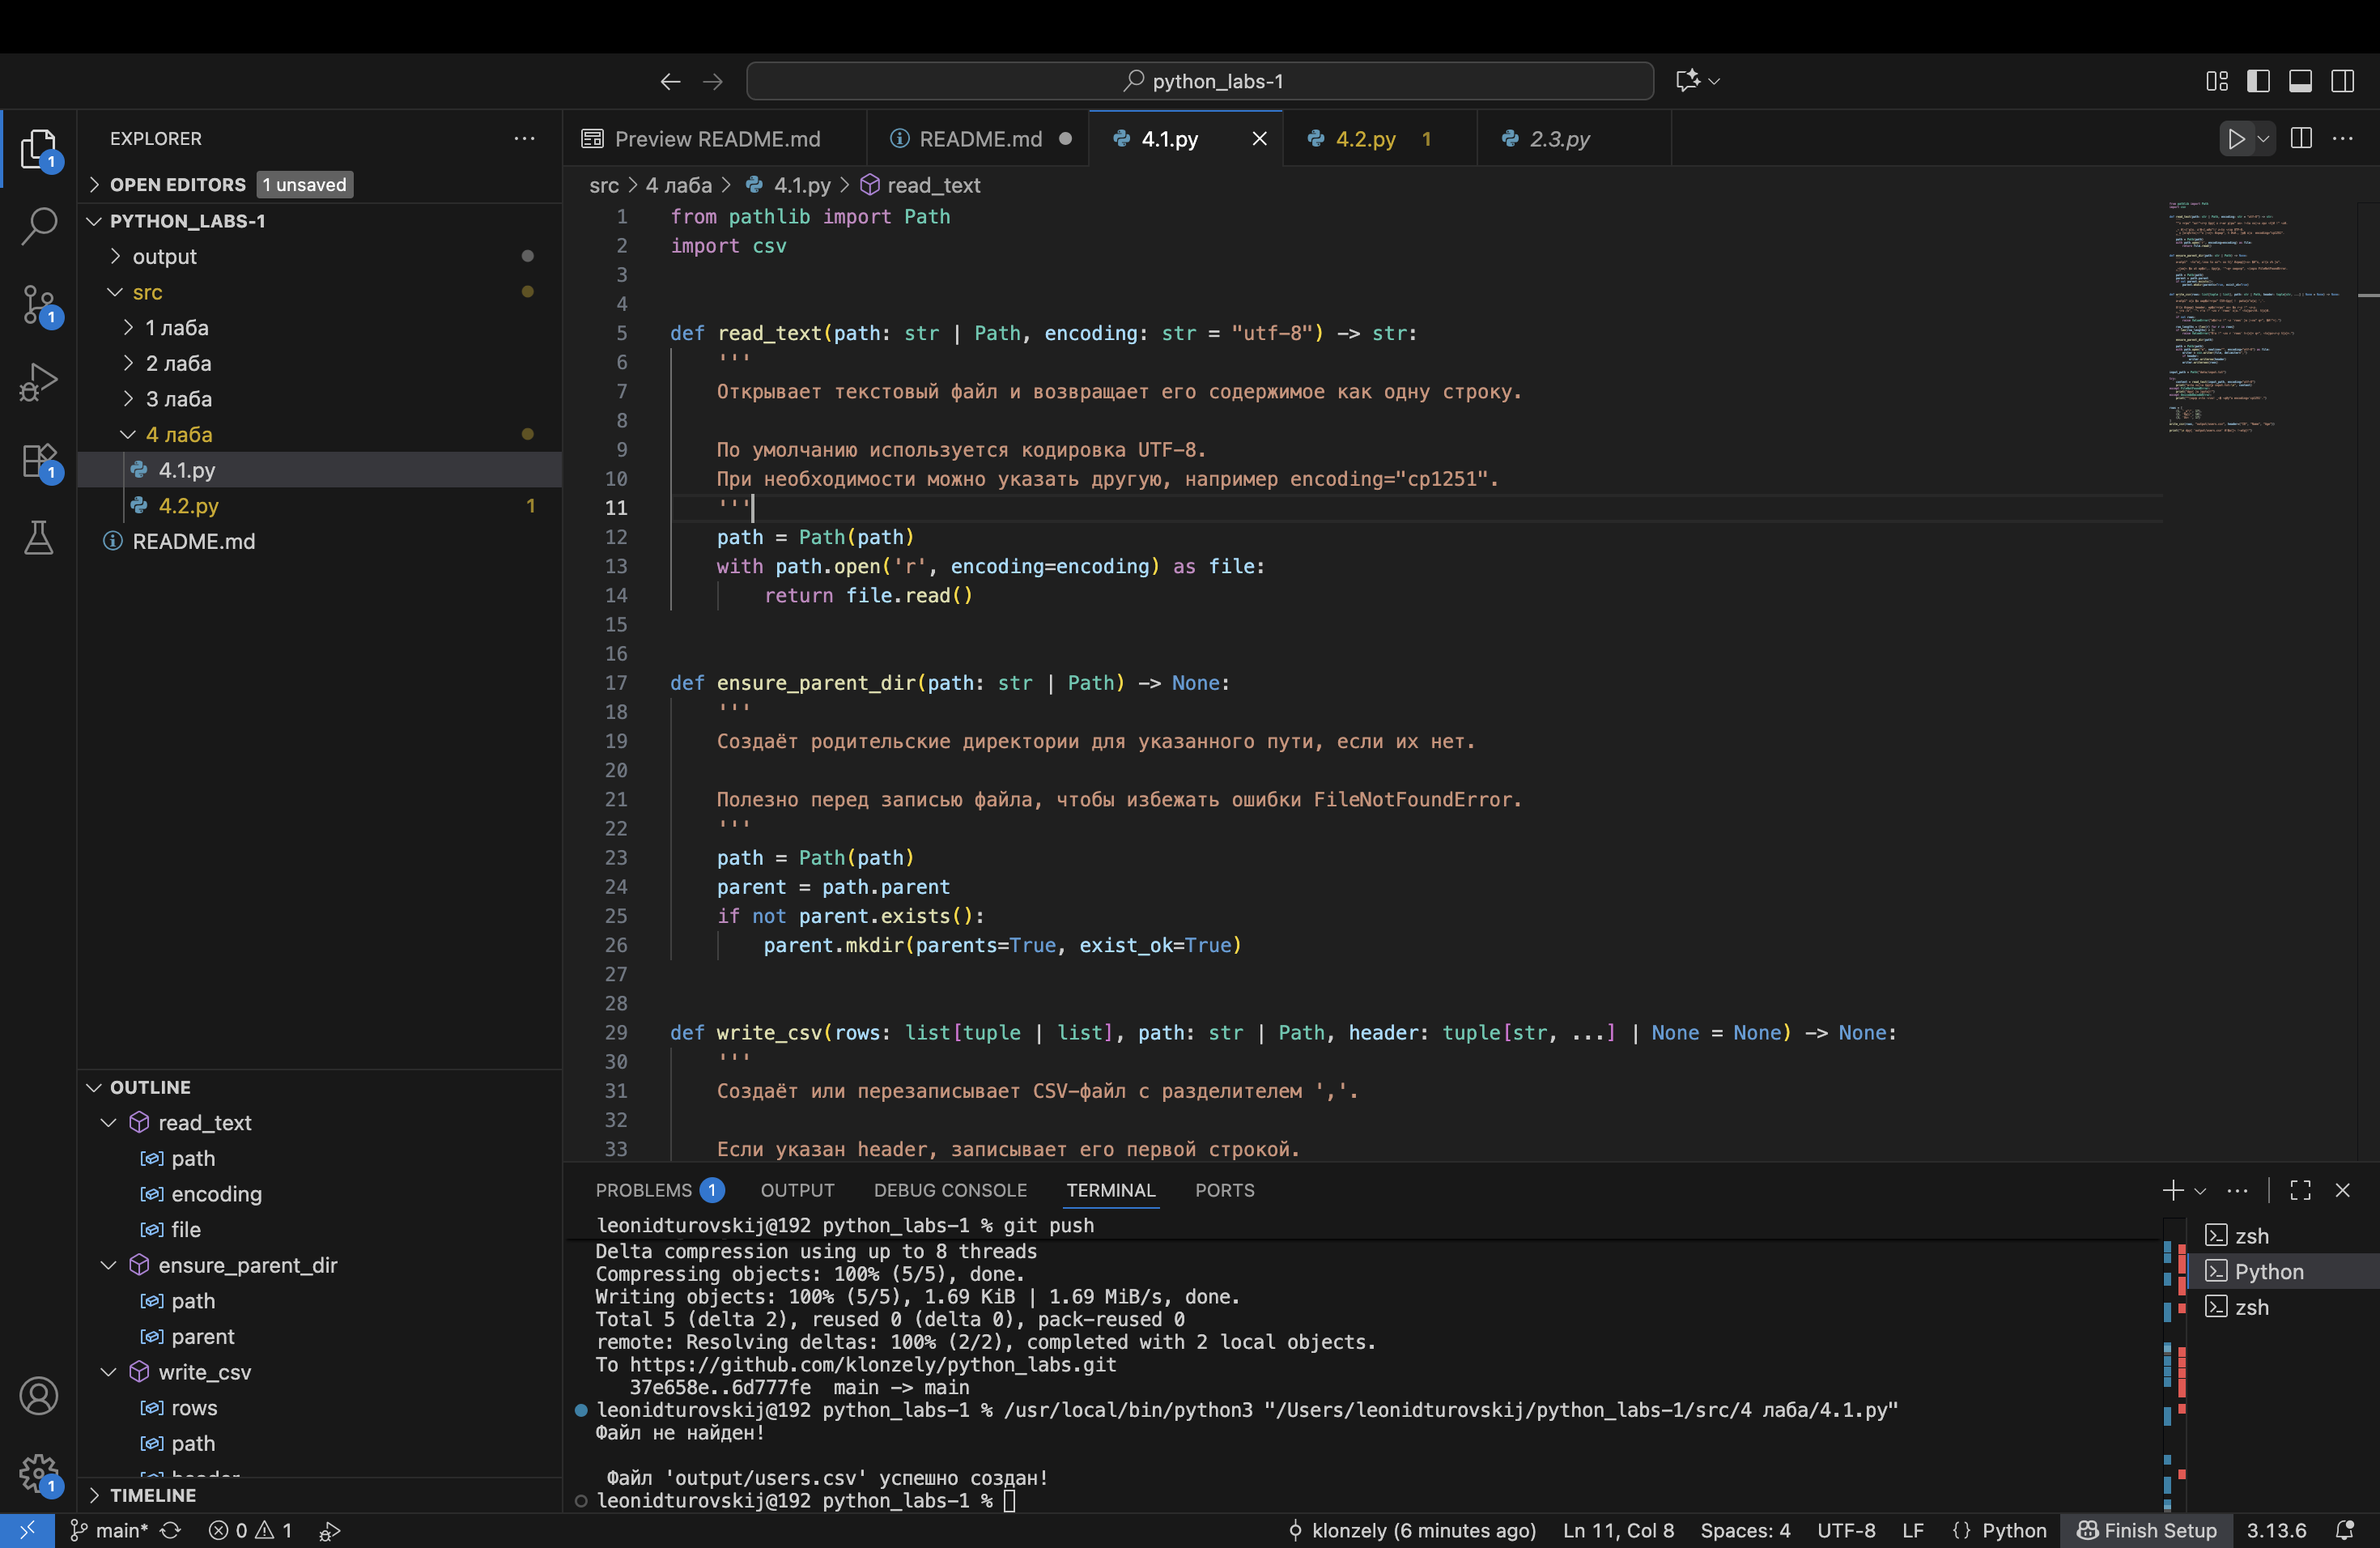 python_labs-1
EXPLORER
OPEN EDITORS 1 unsaved
PYTHON_LABS-1
output
src
1 лаба
2 лаба
3 лаба
4 лаба
4.1.py
4.2.py 1
README.md
OUTLINE
read_text
path
encoding
file
ensure_parent_dir
path
parent
write_csv
rows
path
header
TIMELINE
1
1
1
1
Preview README.md README.md 4.1.py 4.2.py 1 2.3.py
src > 4 лаба > 4.1.py > read_text
1 from pathlib import Path
2 import csv
3
4
5 def read_text(path: str | Path, encoding: str = "utf-8") -> str:
6 '''
7 Открывает текстовый файл и возвращает его содержимое как одну строку.
8
9 По умолчанию используется кодировка UTF-8.
10 При необходимости можно указать другую, например encoding="cp1251".
11 '''
12 path = Path(path)
13 with path.open('r', encoding=encoding) as file:
14 return file.read()
15
16
17 def ensure_parent_dir(path: str | Path) -> None:
18 '''
19 Создаёт родительские директории для указанного пути, если их нет.
20
21 Полезно перед записью файла, чтобы избежать ошибки FileNotFoundError.
22 '''
23 path = Path(path)
24 parent = path.parent
25 if not parent.exists():
26 parent.mkdir(parents=True, exist_ok=True)
27
28
29 def write_csv(rows: list[tuple | list], path: str | Path, header: tuple[str, ...] | None = None) -> None:
30 '''
31 Создаёт или перезаписывает CSV-файл с разделителем ','.
32
33 Если указан header, записывает его первой строкой.
PROBLEMS 1 OUTPUT DEBUG CONSOLE TERMINAL PORTS
leonidturovskij@192 python_labs-1 % git push
Delta compression using up to 8 threads
Compressing objects: 100% (5/5), done.
Writing objects: 100% (5/5), 1.69 KiB | 1.69 MiB/s, done.
Total 5 (delta 2), reused 0 (delta 0), pack-reused 0
remote: Resolving deltas: 100% (2/2), completed with 2 local objects.
To https://github.com/klonzely/python_labs.git
37e658e..6d777fe main -> main
leonidturovskij@192 python_labs-1 % /usr/local/bin/python3 "/Users/leonidturovskij/python_labs-1/src/4 лаба/4.1.py"
Файл не найден!
Файл 'output/users.csv' успешно создан!
leonidturovskij@192 python_labs-1 %
zsh
Python
zsh
main* 0 1 klonzely (6 minutes ago) Ln 11, Col 8 Spaces: 4 UTF-8 LF {} Python Finish Setup 3.13.6